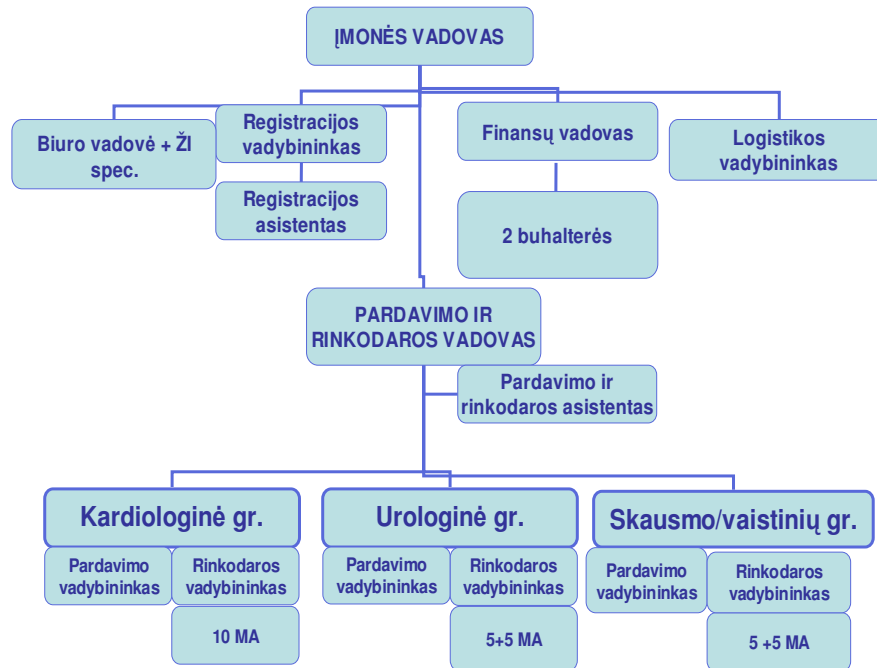 ĮMONĖS VADOVAS
Biuro vadovė + ŽI
spec.
Registracijos
vadybininkas
Finansų vadovas
Logistikos
vadybininkas
Registracijos
asistentas
2 buhalterės
PARDAVIMO IR
RINKODAROS VADOVAS
Pardavimo ir
rinkodaros asistentas
Kardiologinė gr.
Urologinė gr.
Skausmo/vaistinių gr.
Pardavimo
vadybininkas
Rinkodaros
vadybininkas
Pardavimo
vadybininkas
Rinkodaros
vadybininkas
Pardavimo
vadybininkas
Rinkodaros
vadybininkas
10 MA
5+5 MA
5 +5 MA